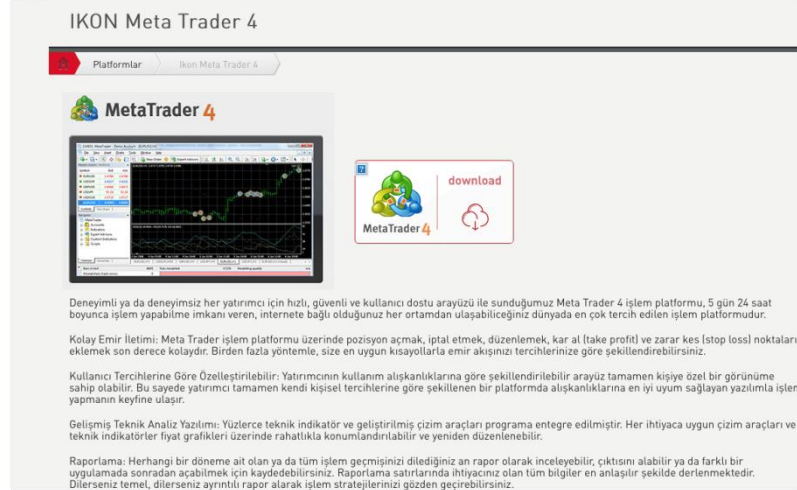 IKON Meta Trader 4
Platformlar
Ikon Meta Trader 4
MetaTrader 4
download
MetaTrader 4
Deneyimli ya da deneyimsiz her yatırımcı için hızlı, güvenli ve kullanıcı dostu arayüzü ile sunduğumuz Meta Trader 4 işlem platformu, 5 gün 24 saat
boyunca işlem yapabilme imkanı veren, internete bağlı olduğunuz her ortamdan ulaşabiliceğiniz dünyada en çok tercih edilen işlem platformudur.
Kolay Emir İletimi: Meta Trader işlem platformu üzerinde pozisyon açmak, iptal etmek, düzenlemek, kar al (take profit) ve zarar kes (stop loss) noktaları
eklemek son derece kolaydır. Birden fazla yöntemle, size en uygun kısayollarla emir akışınızı tercihlerinize göre şekillendirebilirsiniz.
Kullanıcı Tercihlerine Göre Özelleştirilebilir: Yatırımcının kullanım alışkanlıklarına göre şekillendirilebilir arayüz tamamen kişiye özel bir görünüme
sahip olabilir. Bu sayede yatırımcı tamamen kendi kişisel tercihlerine göre şekillenen bir platformda alışkanlıklarına en iyi uyum sağlayan yazılımla işlem
yapmanın keyfine ulaşır.
Gelişmiş Teknik Analiz Yazılımı: Yüzlerce teknik indikatör ve geliştirilmiş çizim araçları programa entegre edilmiştir. Her ihtiyaca uygun çizim araçları ve
teknik indikatörler fiyat grafikleri üzerinde rahatlıkla konumlandırılabilir ve yeniden düzenlenebilir.
Raporlama: Herhangi bir döneme ait olan ya da tüm işlem geçmişinizi dilediğiniz an rapor olarak inceleyebilir, çıktısını alabilir ya da farklı bir
uygulamada sonradan açabilmek için kaydedebilirsiniz. Raporlama satırlarında ihtiyacınız olan tüm bilgiler en anlaşılır şekilde derlenmektedir.
Dilerseniz temel, dilerseniz ayrıntılı rapor alarak işlem stratejilerinizi gözden geçirebilirsiniz.